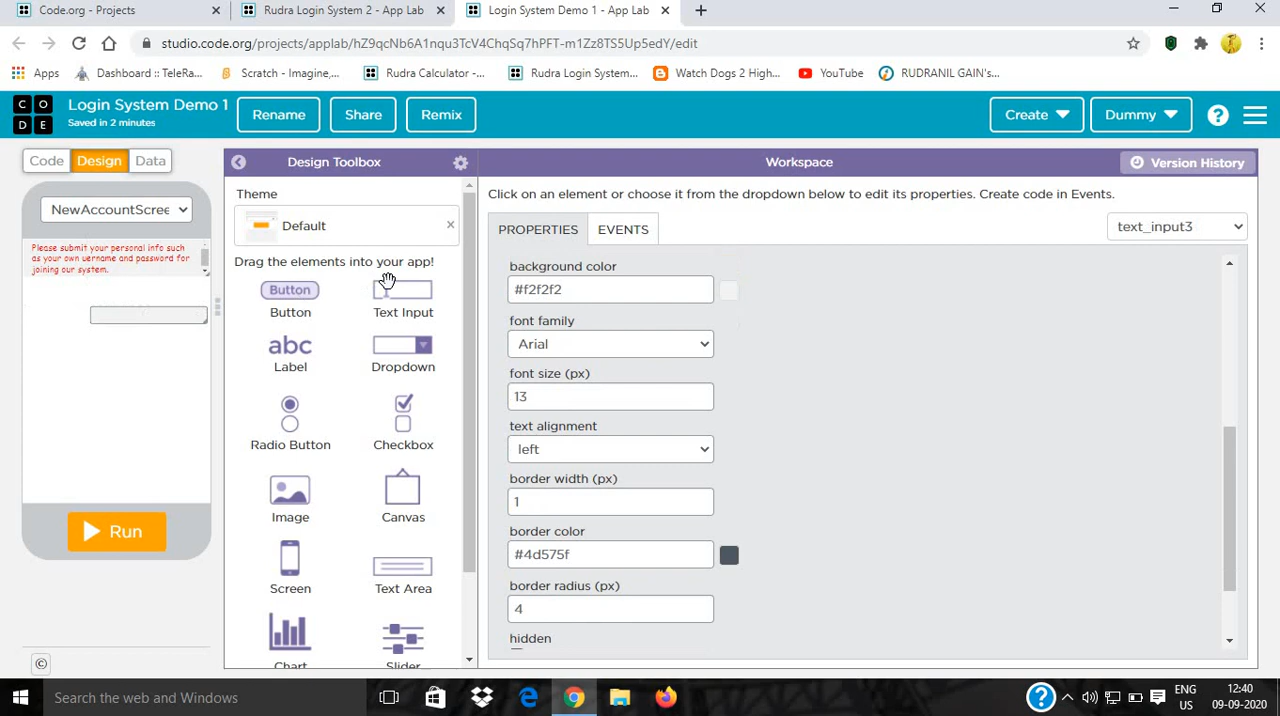 Code.org - Projects
Rudra Login System 2 - App Lab
Login System Demo 1 - App Lab
studio.code.org/projects/applab/hZ9qcNb6A1nqu3TcV4ChqSq7hPFT-m1Zz8TS5Up5edY/edit
Apps
Dashboard :: TeleRa...
Scratch - Imagine,...
Rudra Calculator -...
Rudra Login System...
Watch Dogs 2 High...
YouTube
RUDRANIL GAIN's...
C O
D E
Login System Demo 1
Saved in 2 minutes
Rename
Share
Remix
Create
Dummy
?
Code
Design
Data
Design Toolbox
Workspace
Version History
NewAccountScree
Please submit your personal info such
as your own uername and password for
joining our system.
Run
Theme
Default
Drag the elements into your app!
Button
Button
Text Input
abc
Label
Dropdown
Radio Button
Checkbox
Image
Canvas
Screen
Text Area
Chart
Slider
Click on an element or choose it from the dropdown below to edit its properties. Create code in Events.
PROPERTIES
EVENTS
text_input3
background color
#f2f2f2
font family
Arial
font size (px)
13
text alignment
left
border width (px)
1
border color
#4d575f
border radius (px)
4
hidden
©
Search the web and Windows
?
ENG
US
12:40
09-09-2020